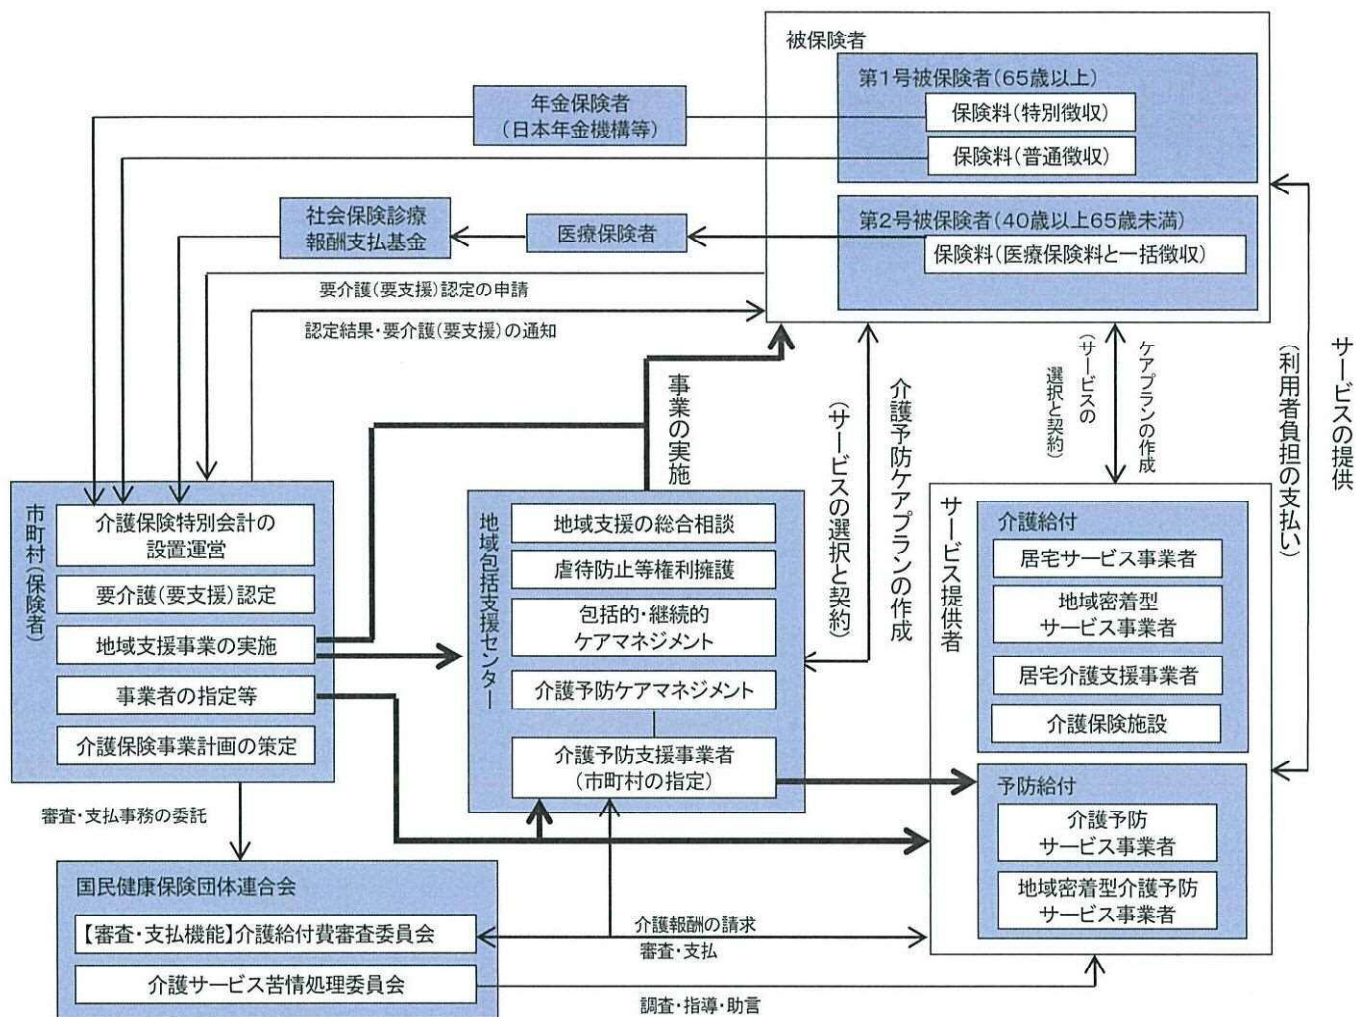 被保険者
第1号被保険者(65歳以上)
保険料(特別徴収)
保険料(普通徴収)
第2号被保険者(40歳以上65歳未満)
保険料(医療保険料と一括徴収)
年金保険者
(日本年金機構等)
社会保険診療
報酬支払基金
医療保険者
要介護(要支援)認定の申請
認定結果・要介護(要支援)の通知
事業の実施
介護予防ケアプランの作成
(サービスの選択と契約)
ケアプランの作成
(サービスの
選択と契約)
サービスの提供
(利用者負担の支払い)
市町村(保険者)
介護保険特別会計の
設置運営
要介護(要支援)認定
地域支援事業の実施
事業者の指定等
介護保険事業計画の策定
地域包括支援センター
地域支援の総合相談
虐待防止等権利擁護
包括的・継続的
ケアマネジメント
介護予防ケアマネジメント
介護予防支援事業者
(市町村の指定)
サービス提供者
介護給付
居宅サービス事業者
地域密着型
サービス事業者
居宅介護支援事業者
介護保険施設
予防給付
介護予防
サービス事業者
地域密着型介護予防
サービス事業者
審査・支払事務の委託
国民健康保険団体連合会
【審査・支払機能】介護給付費審査委員会
介護サービス苦情処理委員会
介護報酬の請求
審査・支払
調査・指導・助言